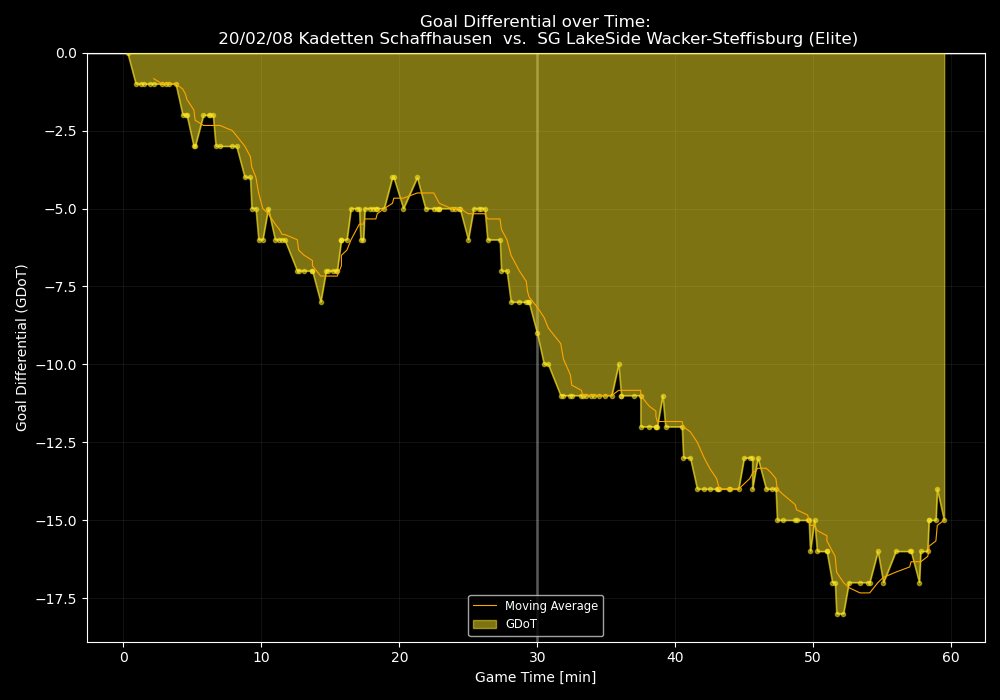 Goal Differential over Time:
20/02/08 Kadetten Schaffhausen  vs.  SG LakeSide Wacker-Steffisburg (Elite)
Goal Differential (GDoT)
0.0
−2.5
−5.0
−7.5
−10.0
−12.5
−15.0
−17.5
Moving Average
GDoT
0 10 20 30 40 50 60
Game Time [min]